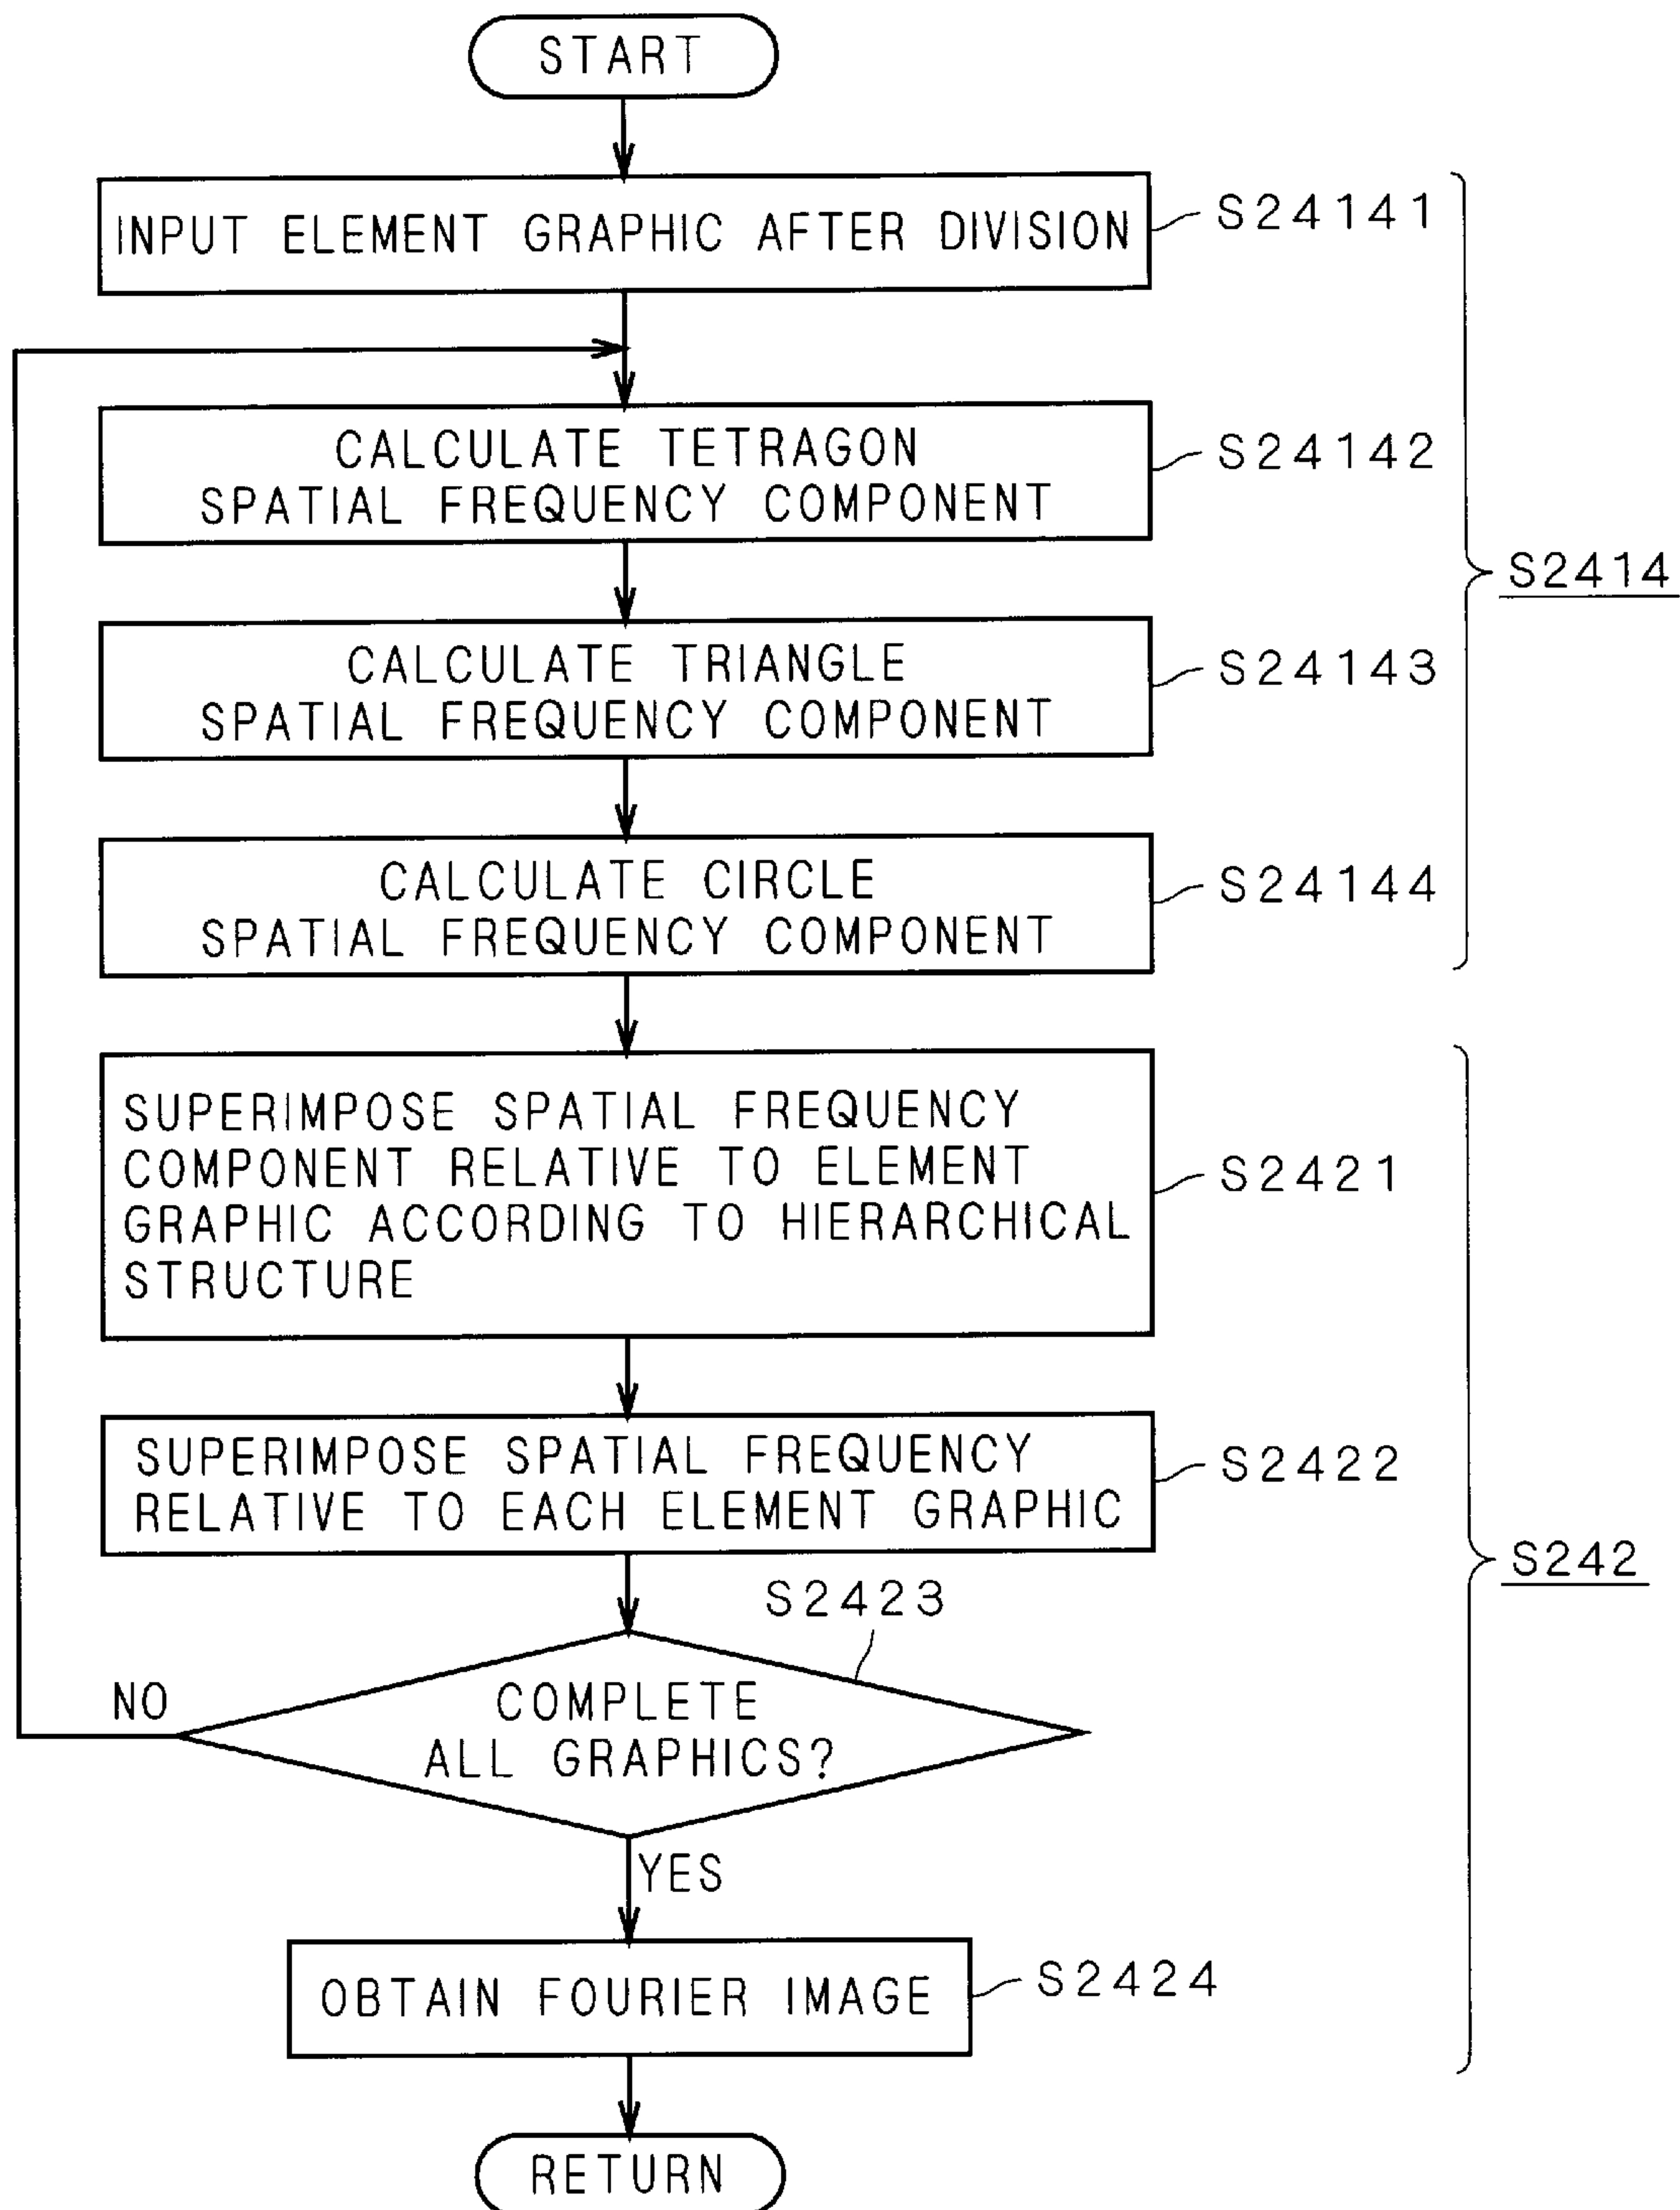 START
INPUT ELEMENT GRAPHIC AFTER DIVISION
S24141
CALCULATE TETRAGON
SPATIAL FREQUENCY COMPONENT
S24142
S2414
CALCULATE TRIANGLE
SPATIAL FREQUENCY COMPONENT
S24143
CALCULATE CIRCLE
SPATIAL FREQUENCY COMPONENT
S24144
SUPERIMPOSE SPATIAL FREQUENCY
COMPONENT RELATIVE TO ELEMENT
GRAPHIC ACCORDING TO HIERARCHICAL
STRUCTURE
S2421
SUPERIMPOSE SPATIAL FREQUENCY
RELATIVE TO EACH ELEMENT GRAPHIC
S2422
S242
S2423
NO
COMPLETE
ALL GRAPHICS?
YES
OBTAIN FOURIER IMAGE
S2424
RETURN